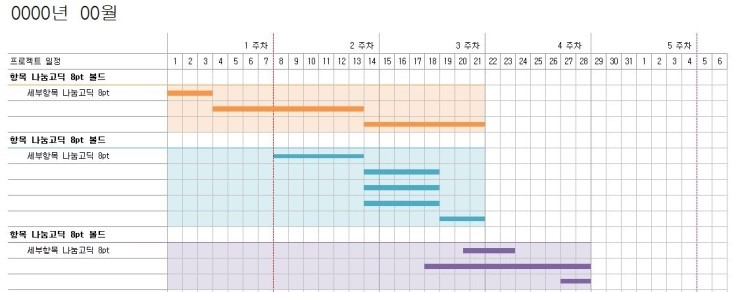 0000년 00월
1 주차 2 주차 3 주차 4 주차 5 주차
프로젝트 일정 1 2 3 4 5 6 7 8 9 10 11 12 13 14 15 16 17 18 19 20 21 22 23 24 25 26 27 28 29 30 31 1 2 3 4 5 6
항목 나눔고딕 8pt 볼드
세부항목 나눔고딕 8pt
항목 나눔고딕 8pt 볼드
세부항목 나눔고딕 8pt
항목 나눔고딕 8pt 볼드
세부항목 나눔고딕 8pt